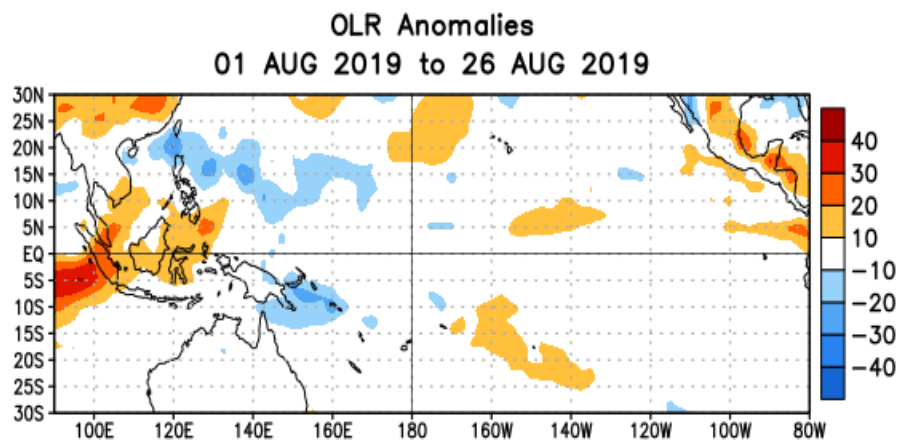 OLR Anomalies
01 AUG 2019 to 26 AUG 2019
30N
25N
20N
15N
10N
5N
EQ
5S
10S
15S
20S
25S
30S
100E 120E 140E 160E 180 160W 140W 120W 100W 80W
40
30
20
10
−10
−20
−30
−40